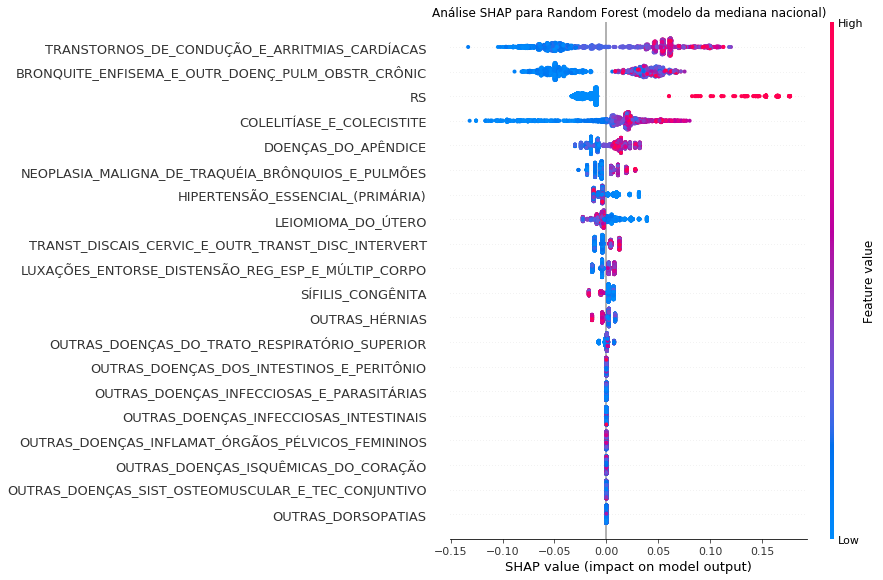 Análise SHAP para Random Forest (modelo da mediana nacional)
High
TRANSTORNOS_DE_CONDUÇÃO_E_ARRITMIAS_CARDÍACAS
BRONQUITE_ENFISEMA_E_OUTR_DOENÇ_PULM_OBSTR_CRÔNIC
RS
COLELITÍASE_E_COLECISTITE
DOENÇAS_DO_APÊNDICE
NEOPLASIA_MALIGNA_DE_TRAQUÉIA_BRÔNQUIOS_E_PULMÕES
HIPERTENSÃO_ESSENCIAL_(PRIMÁRIA)
LEIOMIOMA_DO_ÚTERO
TRANST_DISCAIS_CERVIC_E_OUTR_TRANST_DISC_INTERVERT
LUXAÇÕES_ENTORSE_DISTENSÃO_REG_ESP_E_MÚLTIP_CORPO
SÍFILIS_CONGÊNITA
OUTRAS_HÉRNIAS
OUTRAS_DOENÇAS_DO_TRATO_RESPIRATÓRIO_SUPERIOR
OUTRAS_DOENÇAS_DOS_INTESTINOS_E_PERITÔNIO
OUTRAS_DOENÇAS_INFECCIOSAS_E_PARASITÁRIAS
OUTRAS_DOENÇAS_INFECCIOSAS_INTESTINAIS
OUTRAS_DOENÇAS_INFLAMAT_ÓRGÃOS_PÉLVICOS_FEMININOS
OUTRAS_DOENÇAS_ISQUÊMICAS_DO_CORAÇÃO
OUTRAS_DOENÇAS_SIST_OSTEOMUSCULAR_E_TEC_CONJUNTIVO
OUTRAS_DORSOPATIAS
Feature value
Low
−0.15 −0.10 −0.05 0.00 0.05 0.10 0.15
SHAP value (impact on model output)